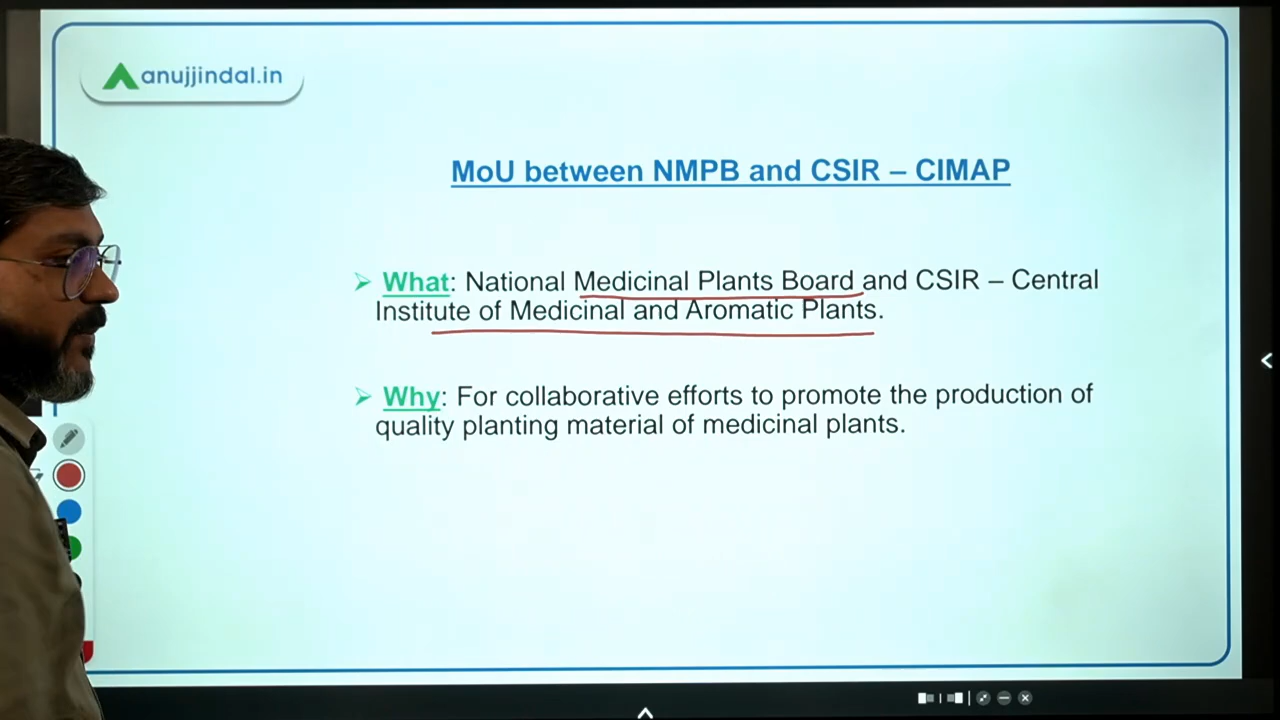 anujjindal.in
MoU between NMPB and CSIR – CIMAP
What: National Medicinal Plants Board and CSIR – Central
Institute of Medicinal and Aromatic Plants.
Why: For collaborative efforts to promote the production of
quality planting material of medicinal plants.